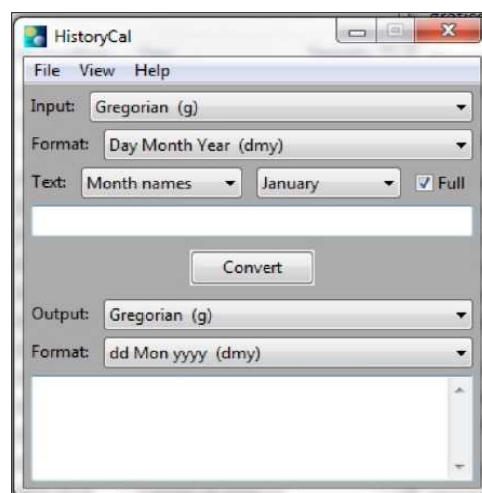 HistoryCal
File View Help
Input: Gregorian (g)
Format: Day Month Year (dmy)
Text: Month names January Full
Convert
Output: Gregorian (g)
Format: dd Mon yyyy (dmy)